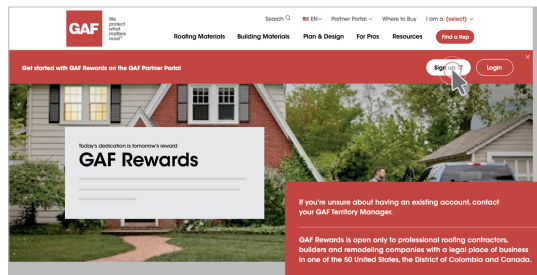 GAF
We
protect
what
matters
most™
Search
EN
Partner Portal
Where to Buy
I am a: (select)
Roofing Materials
Building Materials
Plan & Design
For Pros
Resources
Find a Rep
Get started with GAF Rewards on the GAF Partner Portal
Sign up
Login
Today's dedication is tomorrow's reward
GAF Rewards
If you're unsure about having an existing account, contact
your GAF Territory Manager.
GAF Rewards is open only to professional roofing contractors,
builders and remodeling companies with a legal place of business
in one of the 50 United States, the District of Colombia and Canada.